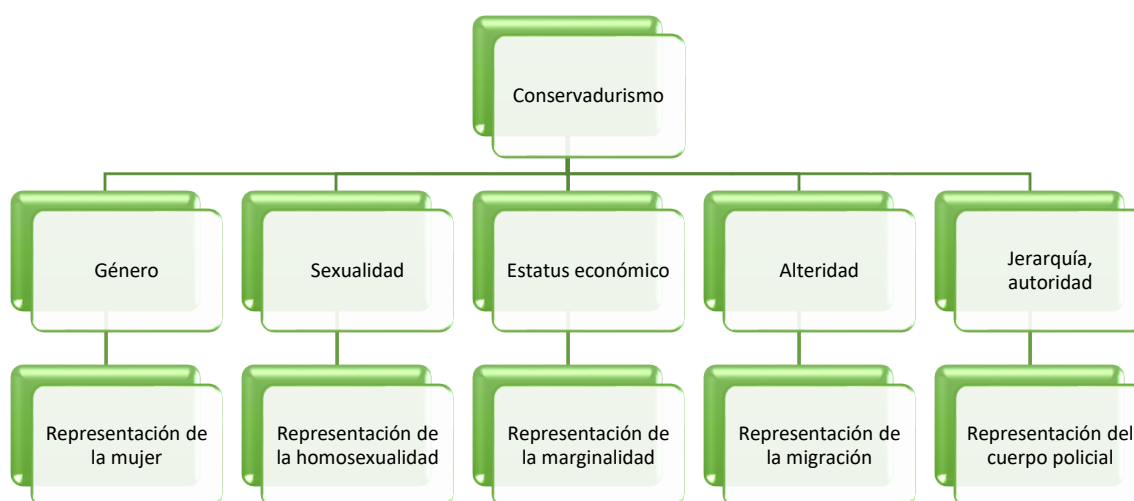 Conservadurismo
Género
Sexualidad
Estatus económico
Alteridad
Jerarquía,
autoridad
Representación de
la mujer
Representación de
la homosexualidad
Representación de
la marginalidad
Representación de
la migración
Representación del
cuerpo policial